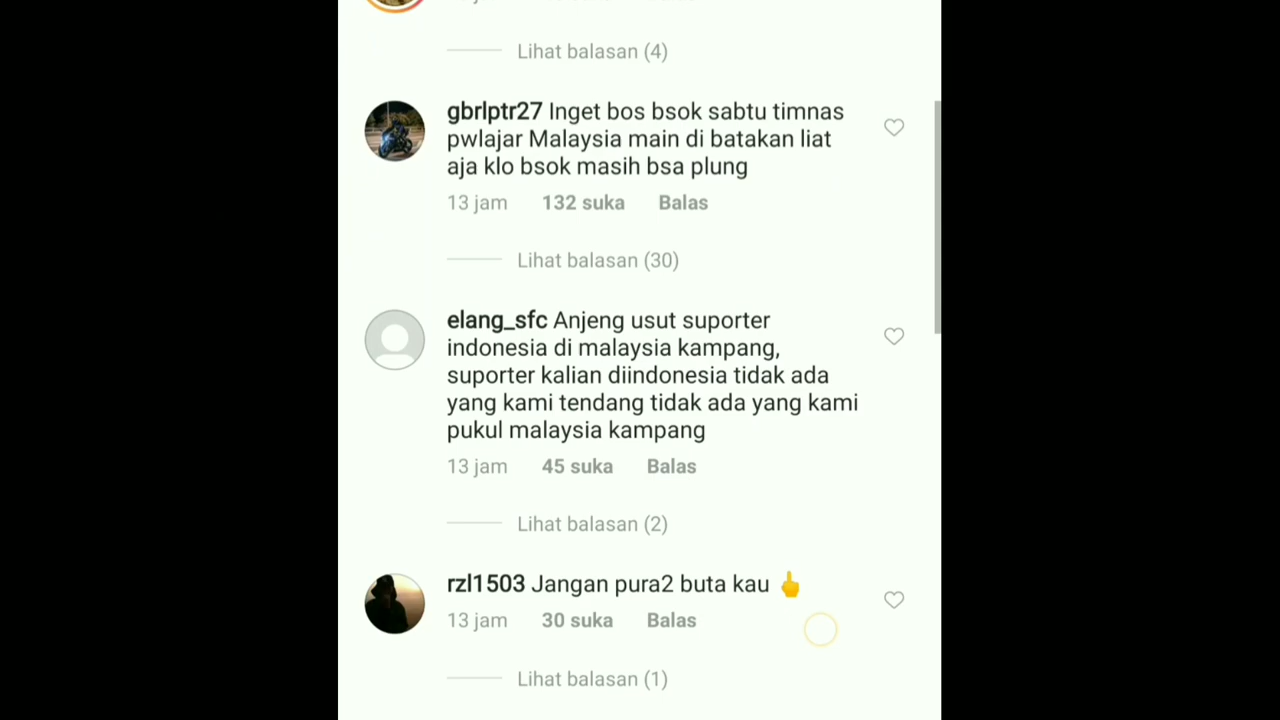 Lihat balasan (4)
gbrlptr27 Inget bos bsok sabtu timnas
pwlajar Malaysia main di batakan liat
aja klo bsok masih bsa plung
13 jam 132 suka Balas
Lihat balasan (30)
elang_sfc Anjeng usut suporter
indonesia di malaysia kampang,
suporter kalian diindonesia tidak ada
yang kami tendang tidak ada yang kami
pukul malaysia kampang
13 jam 45 suka Balas
Lihat balasan (2)
rzl1503 Jangan pura2 buta kau 🖕
13 jam 30 suka Balas
Lihat balasan (1)